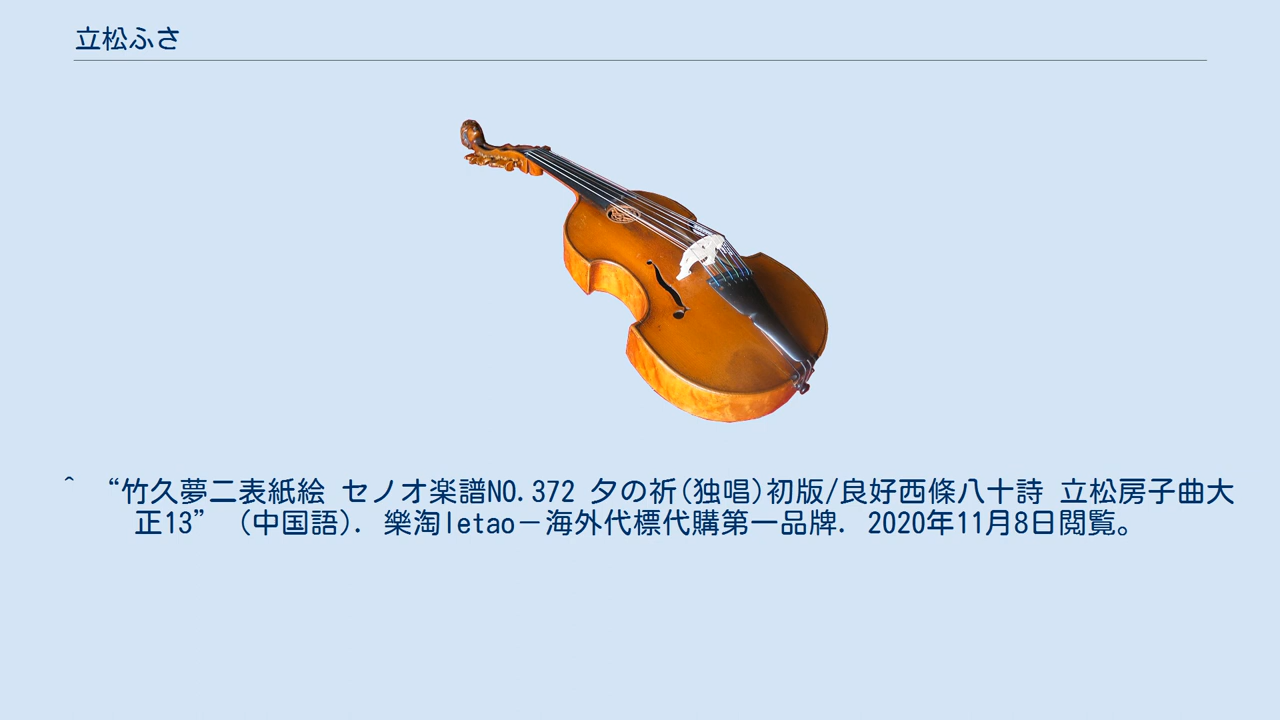 立松ふさ
^ “竹久夢二表紙絵 セノオ楽譜NO.372 夕の祈(独唱)初版/良好西條八十詩 立松房子曲大
正13” (中国語). 樂淘letao－海外代標代購第一品牌. 2020年11月8日閲覧。